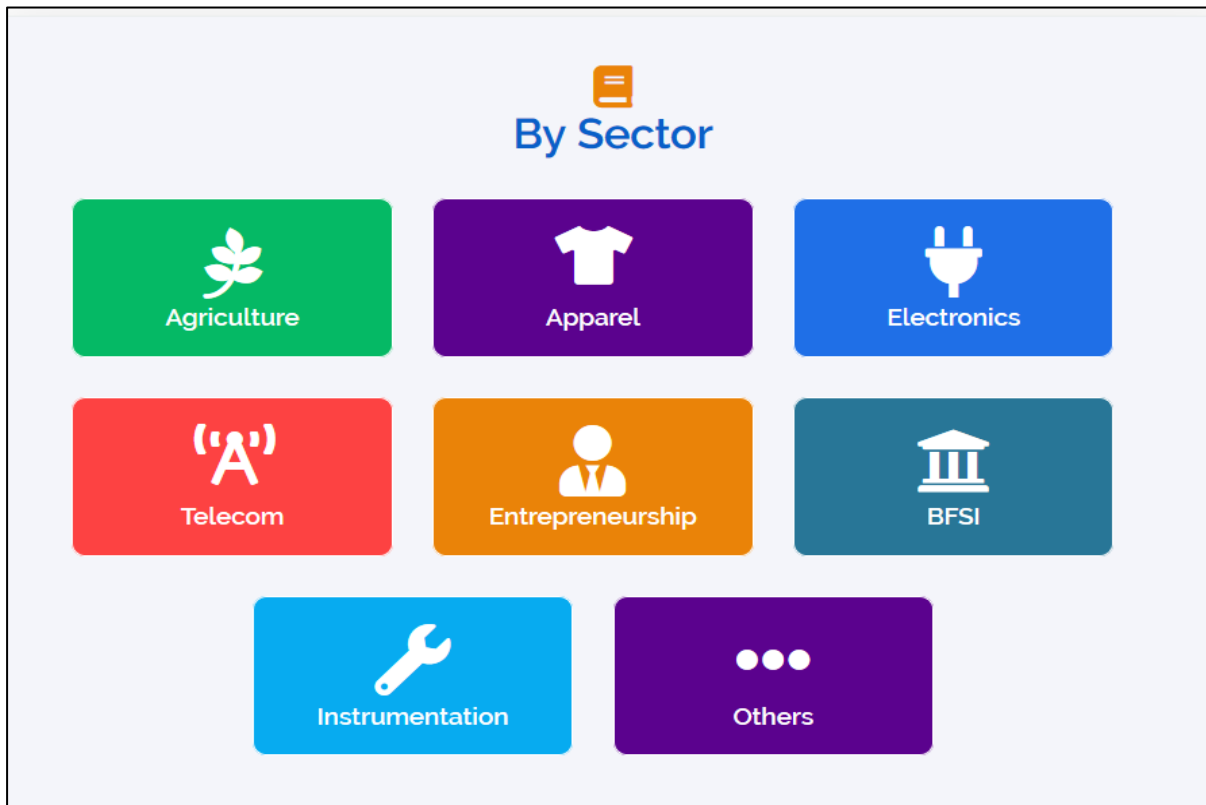 By Sector
Agriculture
Apparel
Electronics
Telecom
Entrepreneurship
BFSI
Instrumentation
Others